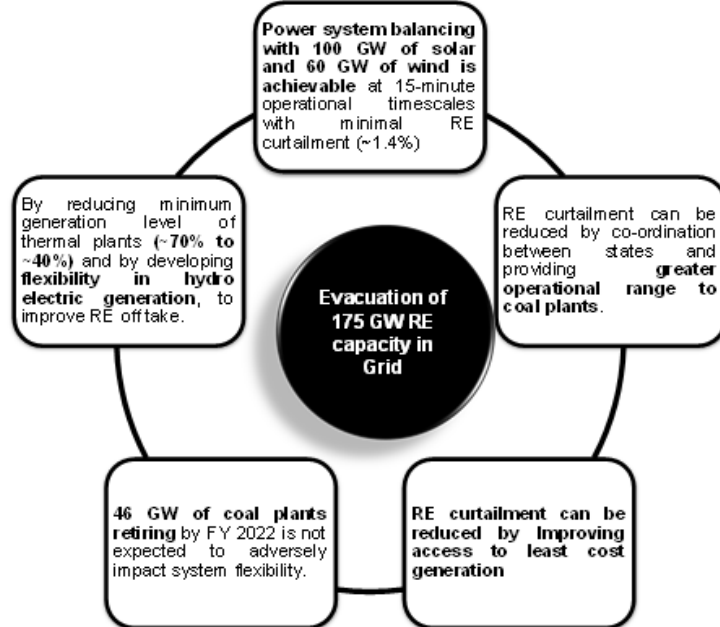 Power system balancing
with 100 GW of solar
and 60 GW of wind is
achievable at 15-minute
operational timescales
with minimal RE
curtailment (~1.4%)
RE curtailment can be
reduced by co-ordination
between states and
providing greater
operational range to
coal plants.
RE curtailment can be
reduced by Improving
access to least cost
generation
46 GW of coal plants
retiring by FY 2022 is not
expected to adversely
impact system flexibility.
By reducing minimum
generation level of
thermal plants (~70% to
~40%) and by developing
flexibility in hydro
electric generation, to
improve RE off take.
Evacuation of
175 GW RE
capacity in
Grid